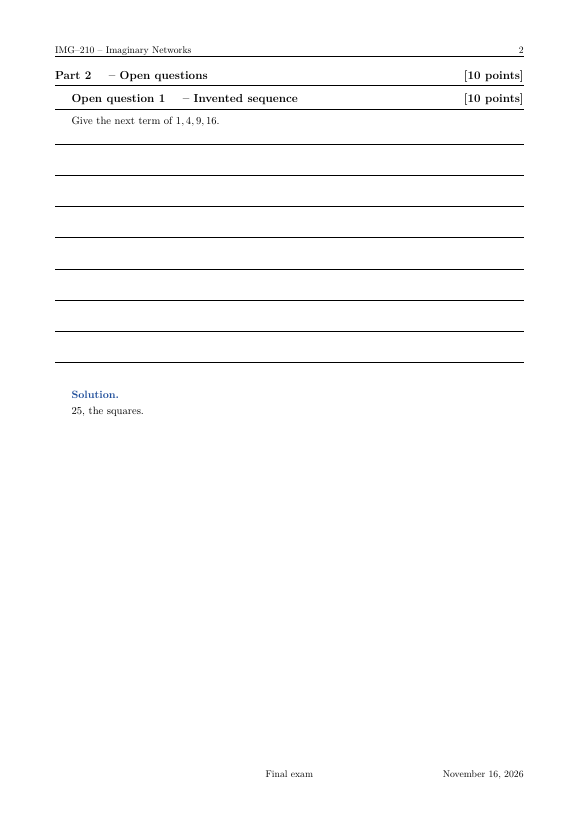 IMG–210 – Imaginary Networks 2
Part 2 – Open questions [10 points]
Open question 1 – Invented sequence [10 points]
Give the next term of 1, 4, 9, 16.
Solution.
25, the squares.
Final exam November 16, 2026